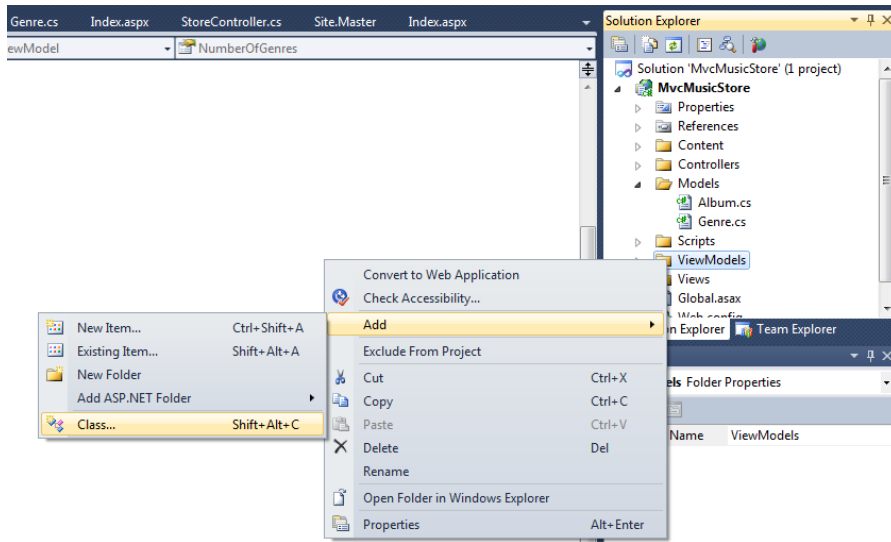 Genre.cs Index.aspx StoreController.cs Site.Master Index.aspx
ewModel NumberOfGenres
Solution Explorer
Solution 'MvcMusicStore' (1 project)
MvcMusicStore
Properties
References
Content
Controllers
Models
Album.cs
Genre.cs
Scripts
ViewModels
Views
Global.asax
Web.config
n Explorer Team Explorer
els Folder Properties
Name ViewModels
Convert to Web Application
Check Accessibility...
Add
Exclude From Project
Cut Ctrl+X
Copy Ctrl+C
Paste Ctrl+V
Delete Del
Rename
Open Folder in Windows Explorer
Properties Alt+Enter
New Item... Ctrl+Shift+A
Existing Item... Shift+Alt+A
New Folder
Add ASP.NET Folder
Class... Shift+Alt+C